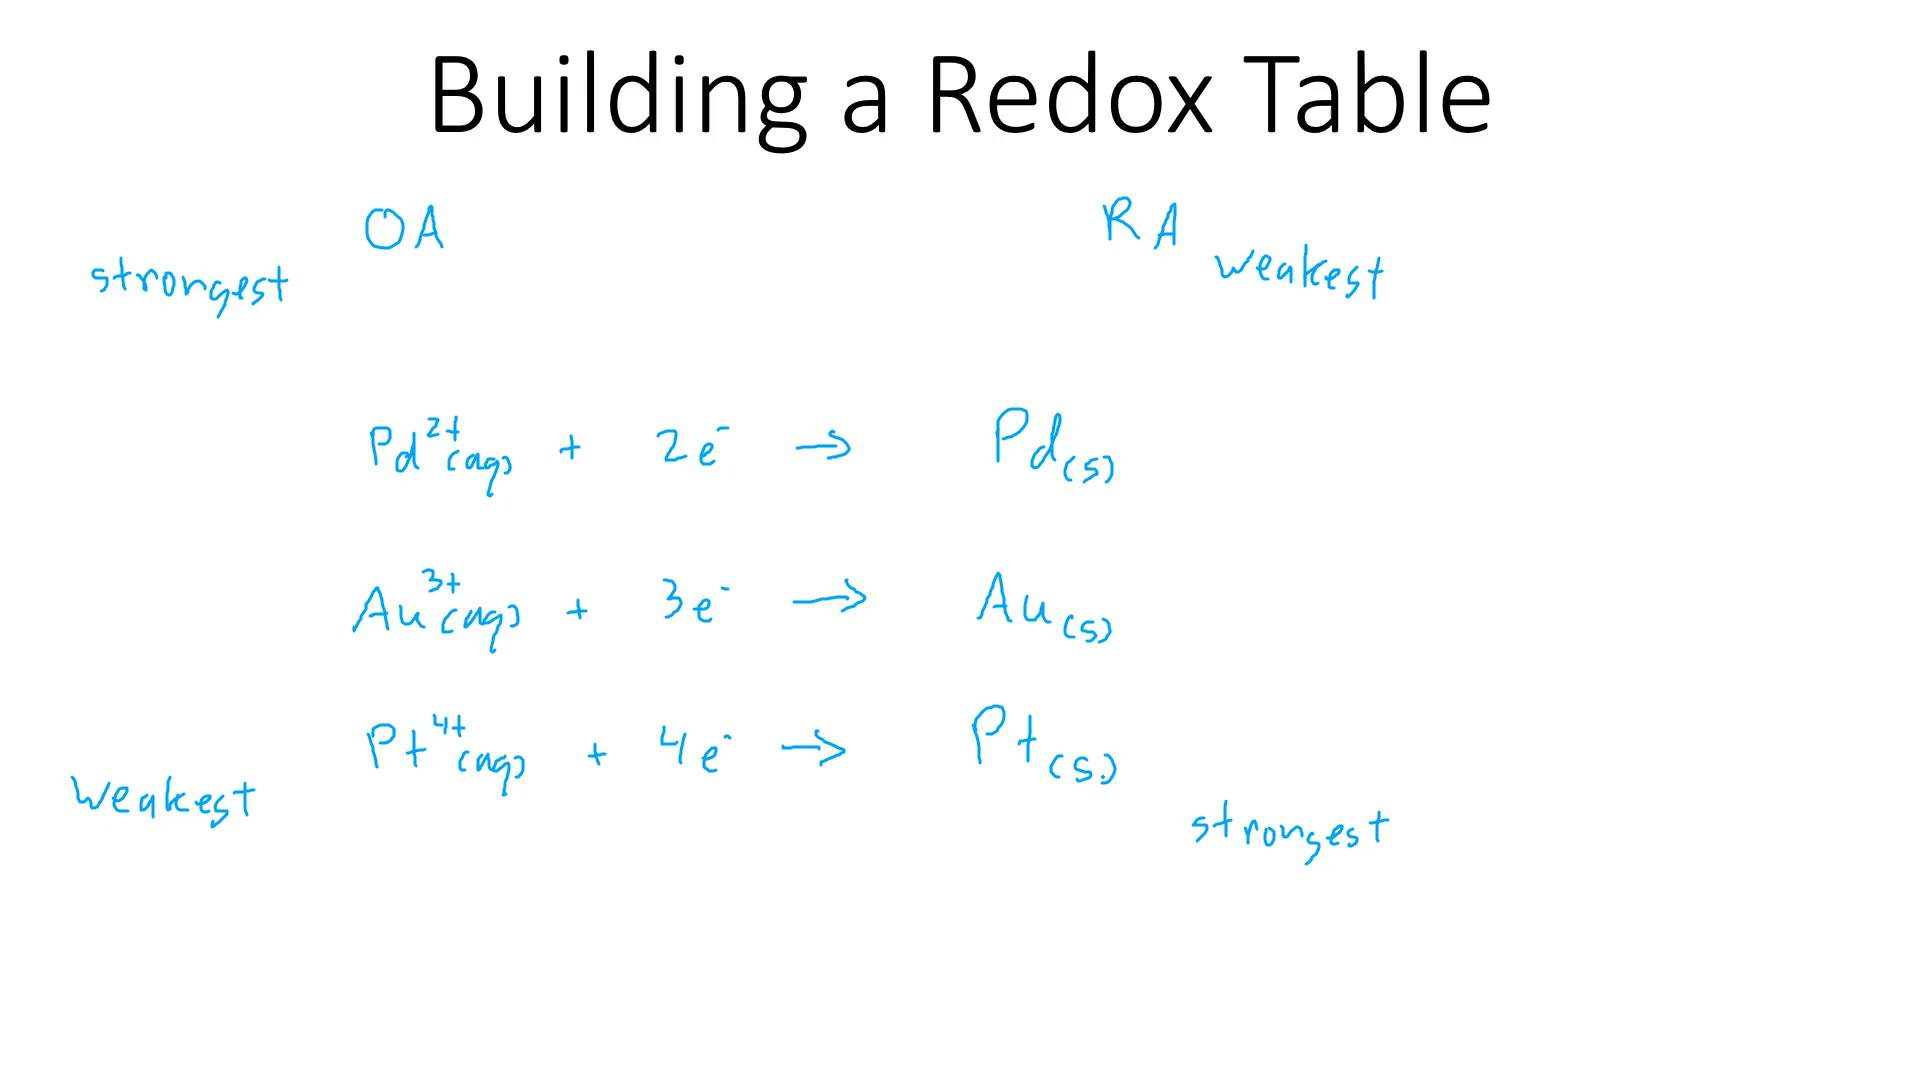 Building a Redox Table
OA RA
strongest weakest
Pd²⁺(aq) + 2e⁻ → Pd(s)
Au³⁺(aq) + 3e⁻ → Au(s)
Pt⁴⁺(aq) + 4e⁻ → Pt(s)
weakest strongest